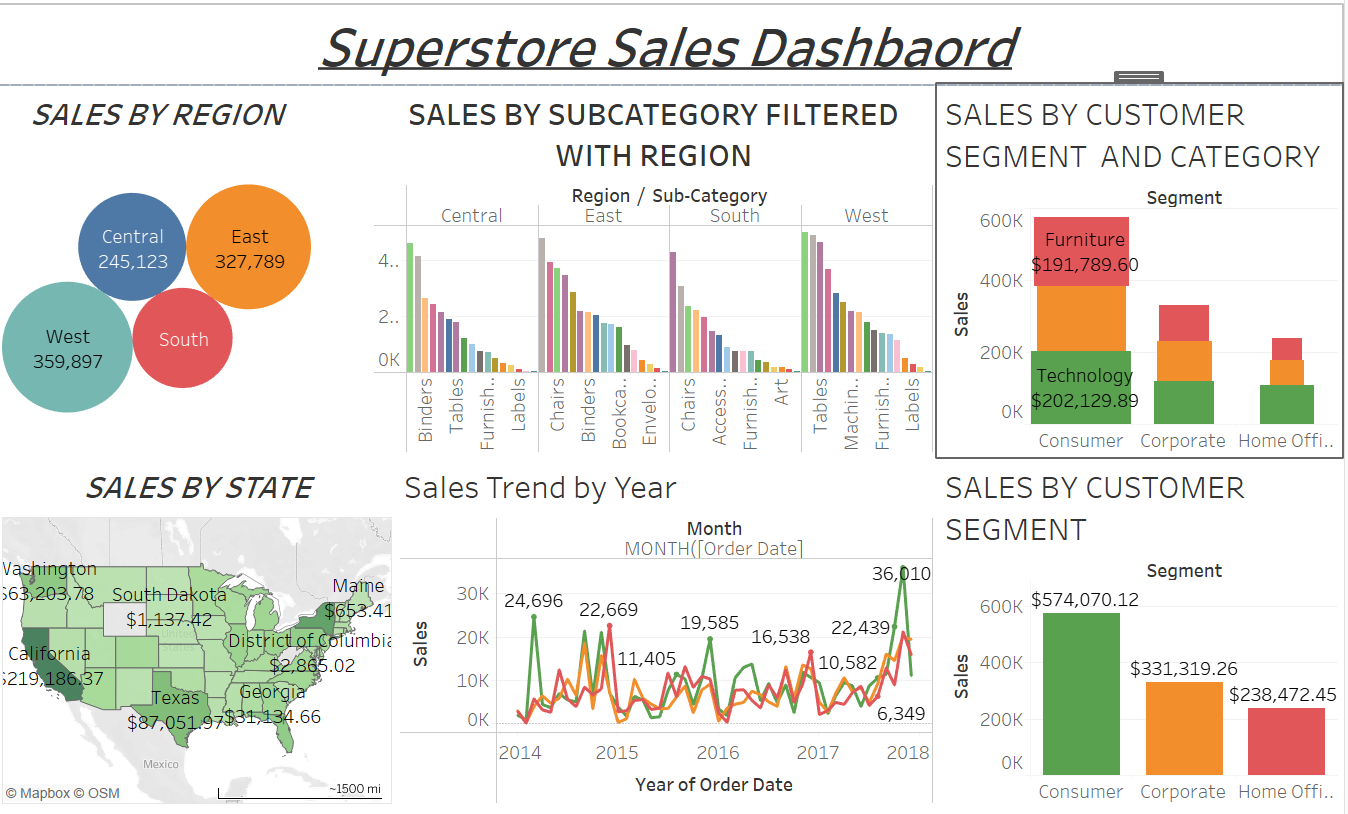 Superstore Sales Dashbaord
SALES BY REGION
Central
245,123
East
327,789
West
359,897
South
SALES BY SUBCATEGORY FILTERED
WITH REGION
Region / Sub-Category
Central
East
South
West
4..
2..
0K
Binders
Tables
Furnish..
Labels
Chairs
Binders
Bookca..
Envelo..
Chairs
Access..
Furnish..
Art
Tables
Machin..
Furnish..
Labels
SALES BY CUSTOMER
SEGMENT AND CATEGORY
Segment
Sales
600K
400K
200K
0K
Furniture
$191,789.60
Technology
$202,129.89
Consumer
Corporate
Home Offi..
SALES BY STATE
Washington
$63,203.78
South Dakota
$1,137.42
Maine
$653.41
United
States
District of Columbia
$2,865.02
California
$219,186.37
Texas
$87,051.97
Georgia
$31,134.66
Mexico
© Mapbox © OSM
~1500 mi
Sales Trend by Year
Month
MONTH([Order Date]
Sales
30K
20K
10K
0K
24,696
22,669
11,405
19,585
16,538
10,582
22,439
36,010
6,349
2014
2015
2016
2017
2018
Year of Order Date
SALES BY CUSTOMER
SEGMENT
Segment
Sales
600K
400K
200K
0K
$574,070.12
$331,319.26
$238,472.45
Consumer
Corporate
Home Offi..